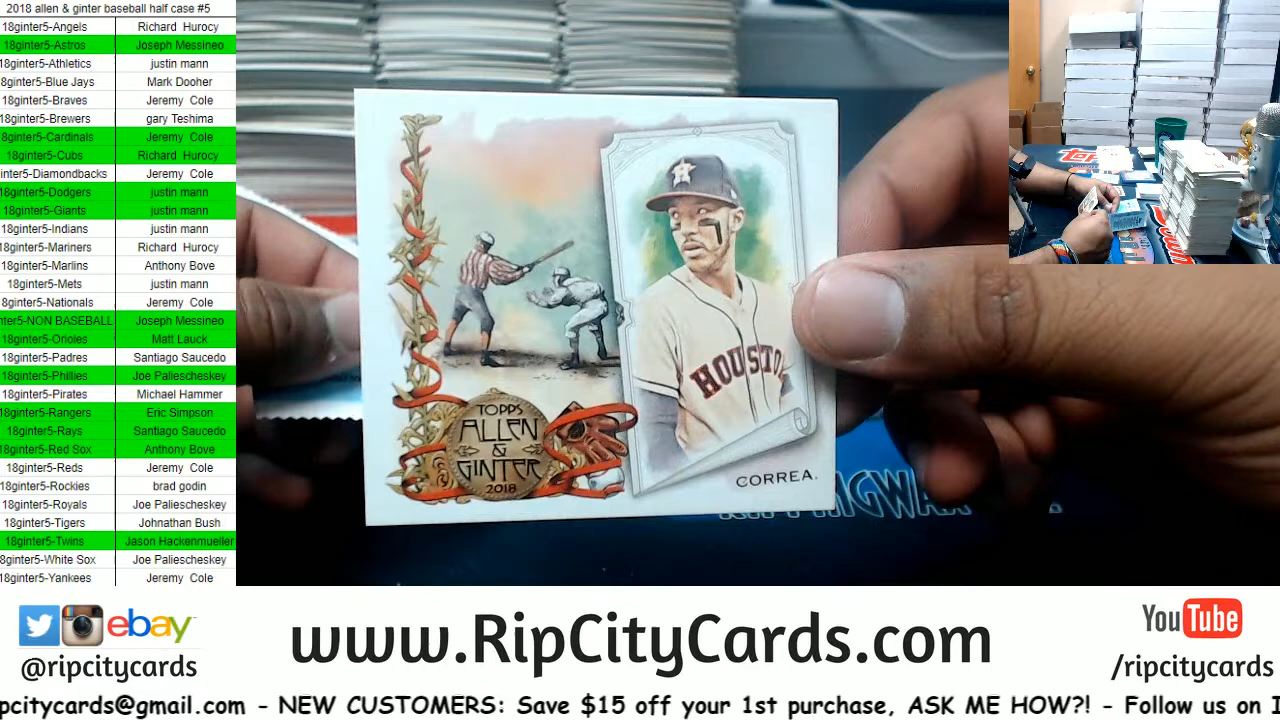 2018 allen & ginter baseball half case #5
18ginter5-Angels Richard Hurocy
18ginter5-Astros Joseph Messineo
18ginter5-Athletics justin mann
8ginter5-Blue Jays Mark Dooher
18ginter5-Braves Jeremy Cole
18ginter5-Brewers gary Teshima
8ginter5-Cardinals Jeremy Cole
18ginter5-Cubs Richard Hurocy
inter5-Diamondbacks Jeremy Cole
18ginter5-Dodgers justin mann
18ginter5-Giants justin mann
18ginter5-Indians justin mann
18ginter5-Mariners Richard Hurocy
18ginter5-Marlins Anthony Bove
18ginter5-Mets justin mann
8ginter5-Nationals Jeremy Cole
nter5-NON BASEBALL Joseph Messineo
18ginter5-Orioles Matt Lauck
18ginter5-Padres Santiago Saucedo
18ginter5-Phillies Joe Paliescheskey
18ginter5-Pirates Michael Hammer
18ginter5-Rangers Eric Simpson
18ginter5-Rays Santiago Saucedo
18ginter5-Red Sox Anthony Bove
18ginter5-Reds Jeremy Cole
18ginter5-Rockies brad godin
18ginter5-Royals Joe Paliescheskey
18ginter5-Tigers Johnathan Bush
18ginter5-Twins Jason Hackenmueller
8ginter5-White Sox Joe Paliescheskey
18ginter5-Yankees Jeremy Cole
H
HOUSTO
TOPPS
ALLEN
&
GINTER
2018
CORREA.
topps
ebay
@ripcitycards
www.RipCityCards.com
YouTube
/ripcitycards
pcitycards@gmail.com - NEW CUSTOMERS: Save $15 off your 1st purchase, ASK ME HOW?! - Follow us on I